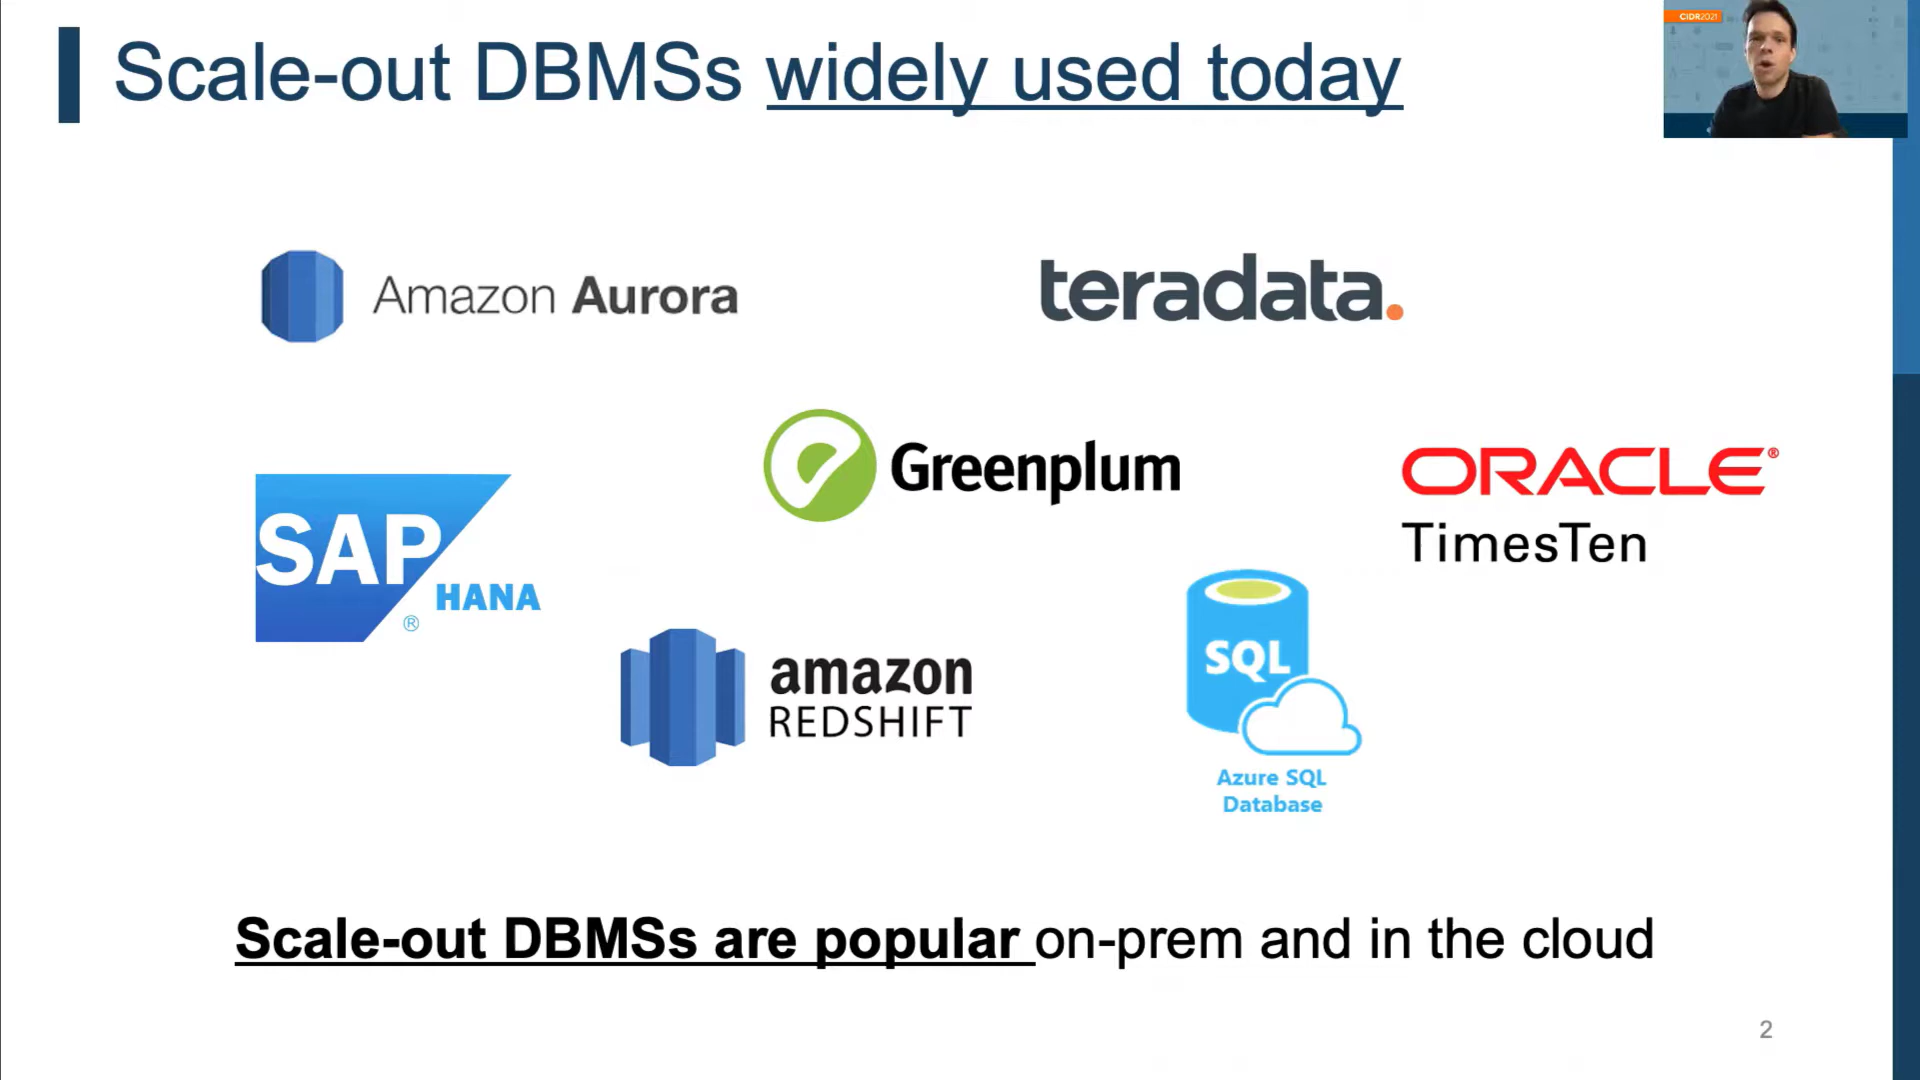 Scale-out DBMSs widely used today
CIDR2021
Amazon Aurora
teradata.
Greenplum
ORACLE®
TimesTen
SAP
®
HANA
amazon
REDSHIFT
SQL
Azure SQL
Database
Scale-out DBMSs are popular on-prem and in the cloud
2